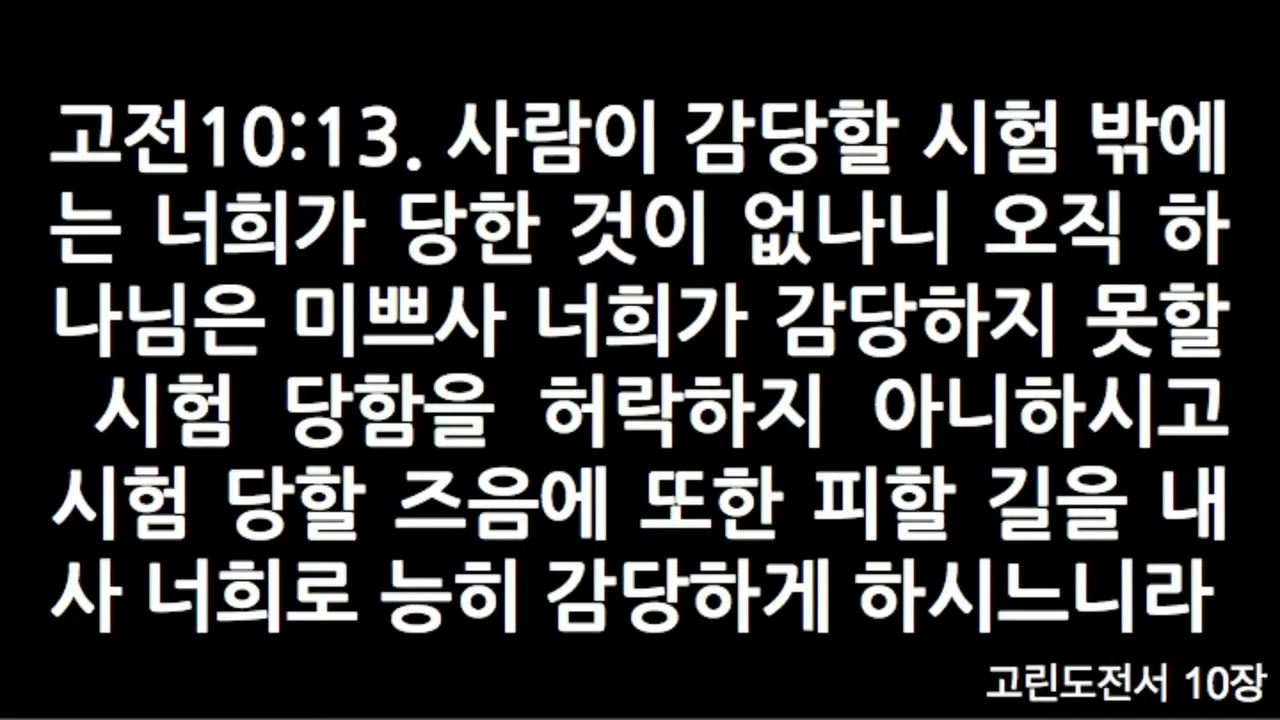 고전10:13. 사람이 감당할 시험 밖에
는 너희가 당한 것이 없나니 오직 하
나님은 미쁘사 너희가 감당하지 못할
시험 당함을 허락하지 아니하시고
시험 당할 즈음에 또한 피할 길을 내
사 너희로 능히 감당하게 하시느니라
고린도전서 10장